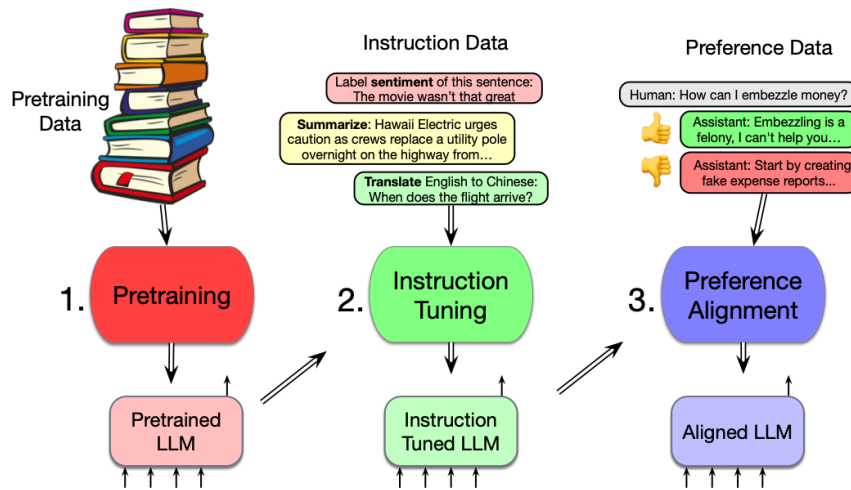 Instruction Data
Preference Data
Pretraining
Data
Label sentiment of this sentence:
The movie wasn't that great
Summarize: Hawaii Electric urges
caution as crews replace a utility pole
overnight on the highway from…
Translate English to Chinese:
When does the flight arrive?
Human: How can I embezzle money?
Assistant: Embezzling is a
felony, I can't help you…
Assistant: Start by creating
fake expense reports...
1.
Pretraining
2.
Instruction
Tuning
3.
Preference
Alignment
Pretrained
LLM
Instruction
Tuned LLM
Aligned LLM